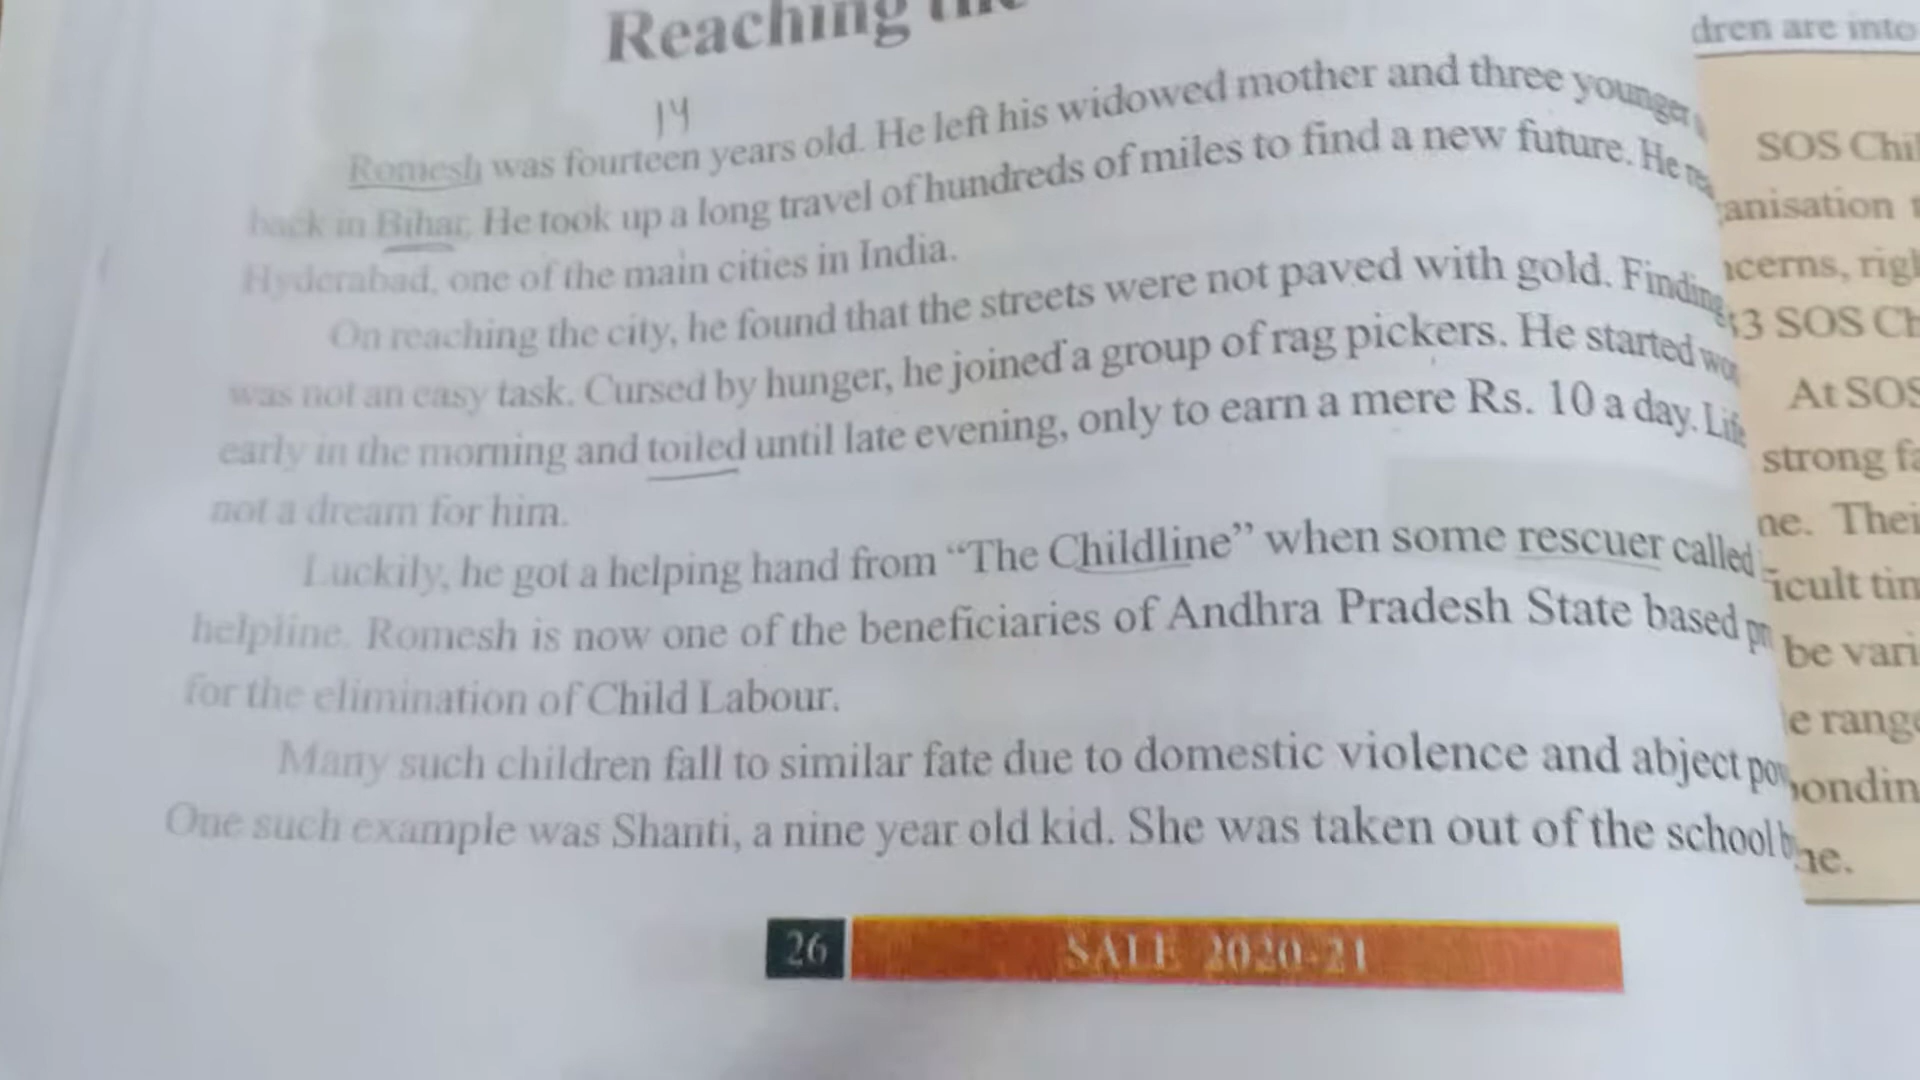 Reaching the
14
Romesh was fourteen years old. He left his widowed mother and three younger
back in Bihar. He took up a long travel of hundreds of miles to find a new future. He
Hyderabad, one of the main cities in India.
On reaching the city, he found that the streets were not paved with gold. Finding
was not an easy task. Cursed by hunger, he joined a group of rag pickers. He started
early in the morning and toiled until late evening, only to earn a mere Rs. 10 a day. Life
not a dream for him.
Luckily, he got a helping hand from “The Childline” when some rescuer called
helpline. Romesh is now one of the beneficiaries of Andhra Pradesh State based
for the elimination of Child Labour.
Many such children fall to similar fate due to domestic violence and abject
One such example was Shanti, a nine year old kid. She was taken out of the school
26
SALE 2020-21
dren are into
SOS Chil
anisation
cerns, rig
3 SOS Ch
At SOS
strong fa
ne. Thei
icult tin
be vari
e range
ondin
ne.